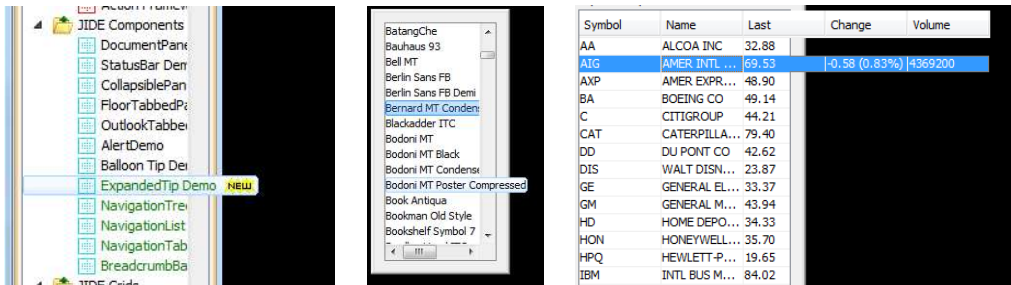 JIDE Components
DocumentPane
StatusBar Dem
CollapsiblePan
FloorTabbedPa
OutlookTabbe
AlertDemo
Balloon Tip De
ExpandedTip Demo NEW
NavigationTre
NavigationList
NavigationTab
BreadcrumbBa
JIDE Grids
BatangChe
Bauhaus 93
Bell MT
Berlin Sans FB
Berlin Sans FB Demi
Bernard MT Condens
Blackadder ITC
Bodoni MT
Bodoni MT Black
Bodoni MT Condense
Bodoni MT Poster Compressed
Book Antiqua
Bookman Old Style
Bookshelf Symbol 7
Symbol Name Last Change Volume
AA ALCOA INC 32.88
AIG AMER INTL ... 69.53 -0.58 (0.83%) 4369200
AXP AMER EXPR... 48.90
BA BOEING CO 49.14
C CITIGROUP 44.21
CAT CATERPILLA... 79.40
DD DU PONT CO 42.62
DIS WALT DISN... 23.87
GE GENERAL EL... 33.37
GM GENERAL M... 43.94
HD HOME DEPO... 34.33
HON HONEYWELL... 35.70
HPQ HEWLETT-P... 19.65
IBM INTL BUS M... 84.02